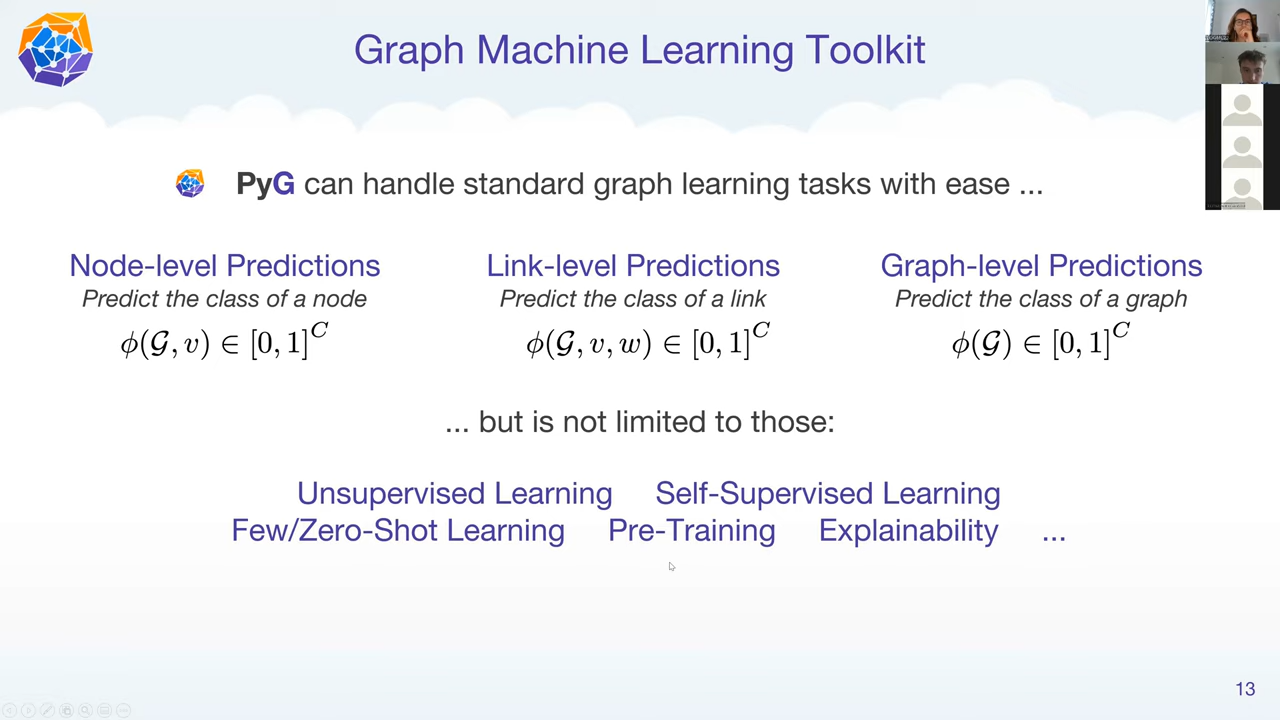 Graph Machine Learning Toolkit
PyG can handle standard graph learning tasks with ease ...
Node-level Predictions
Predict the class of a node
ϕ(𝒢, v) ∈ [0, 1]^C
Link-level Predictions
Predict the class of a link
ϕ(𝒢, v, w) ∈ [0, 1]^C
Graph-level Predictions
Predict the class of a graph
ϕ(𝒢) ∈ [0, 1]^C
... but is not limited to those:
Unsupervised Learning Self-Supervised Learning
Few/Zero-Shot Learning Pre-Training Explainability ...
13